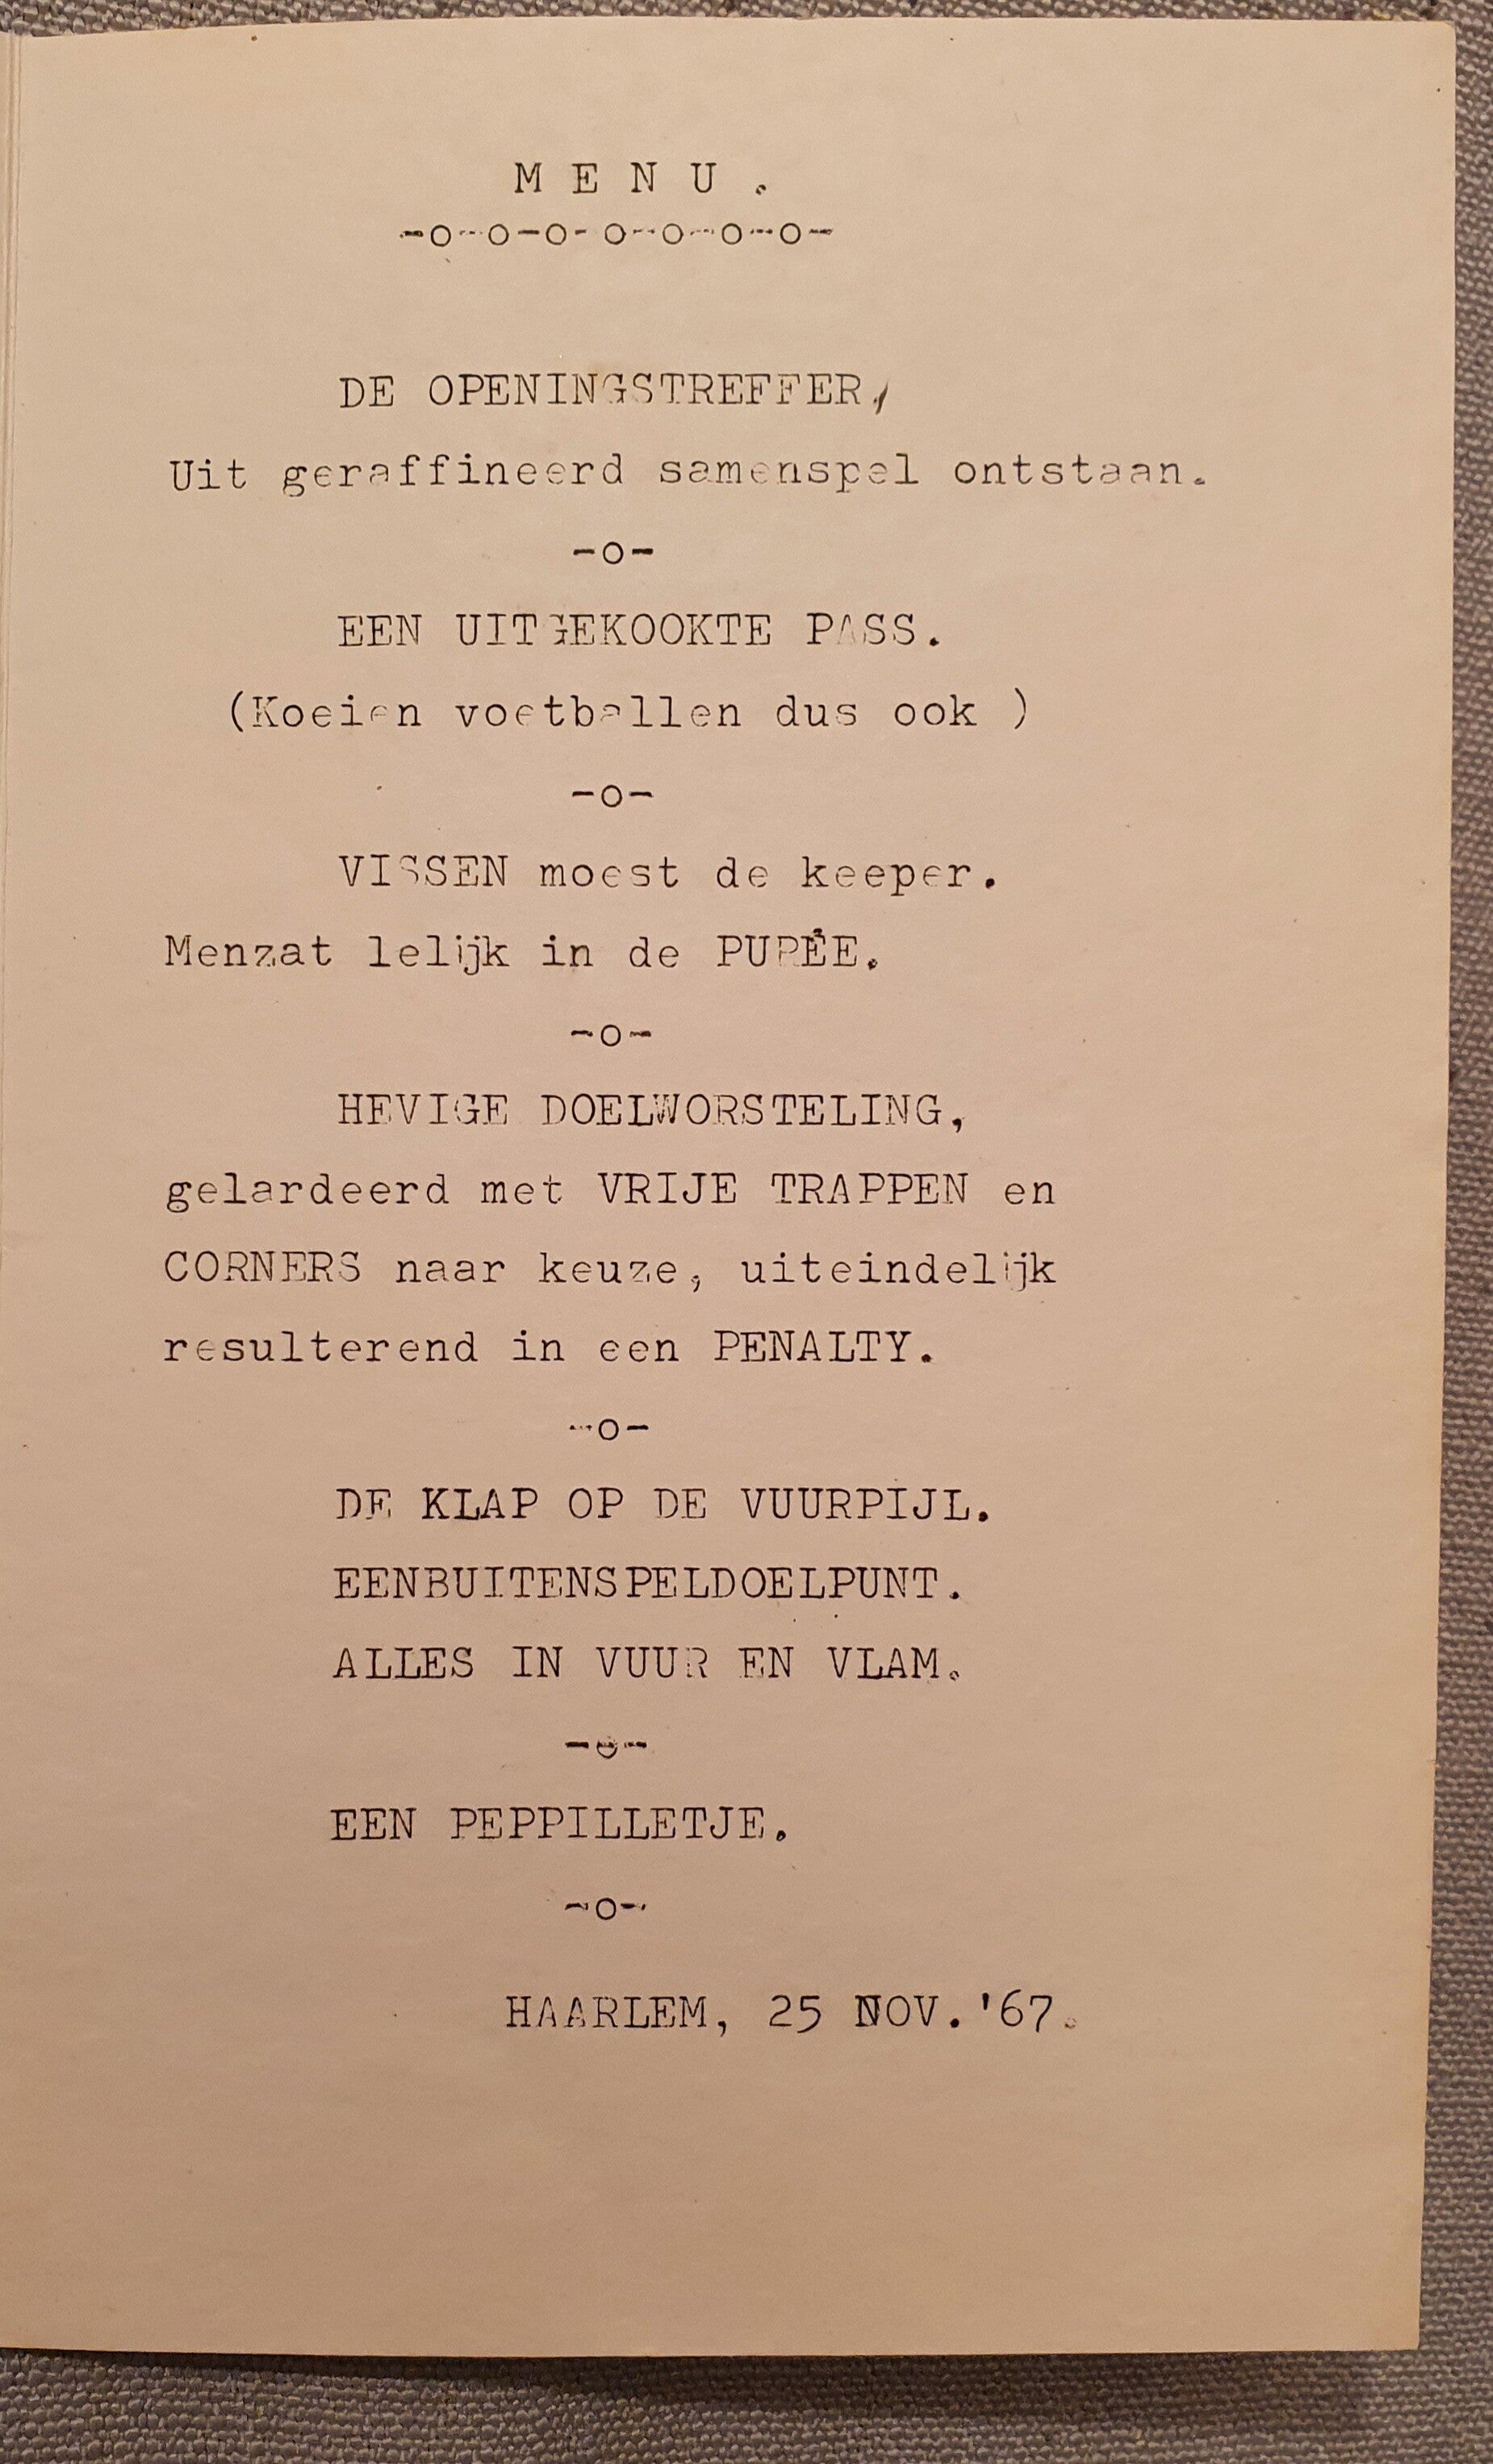 M E N U .
-o-o-o-o-o-o-o-
DE OPENINGSTREFFER,
Uit geraffineerd samenspel ontstaan.
-o-
EEN UITGEKOOKTE PASS.
(Koeien voetballen dus ook )
-o-
VISSEN moest de keeper.
Menzat lelijk in de PURÉE.
-o-
HEVIGE DOELWORSTELING,
gelardeerd met VRIJE TRAPPEN en
CORNERS naar keuze, uiteindelijk
resulterend in een PENALTY.
-o-
DE KLAP OP DE VUURPIJL.
EENBUITENSPELDOELPUNT.
ALLES IN VUUR EN VLAM.
-o-
EEN PEPPILLETJE.
-o-
HAARLEM, 25 NOV.'67.